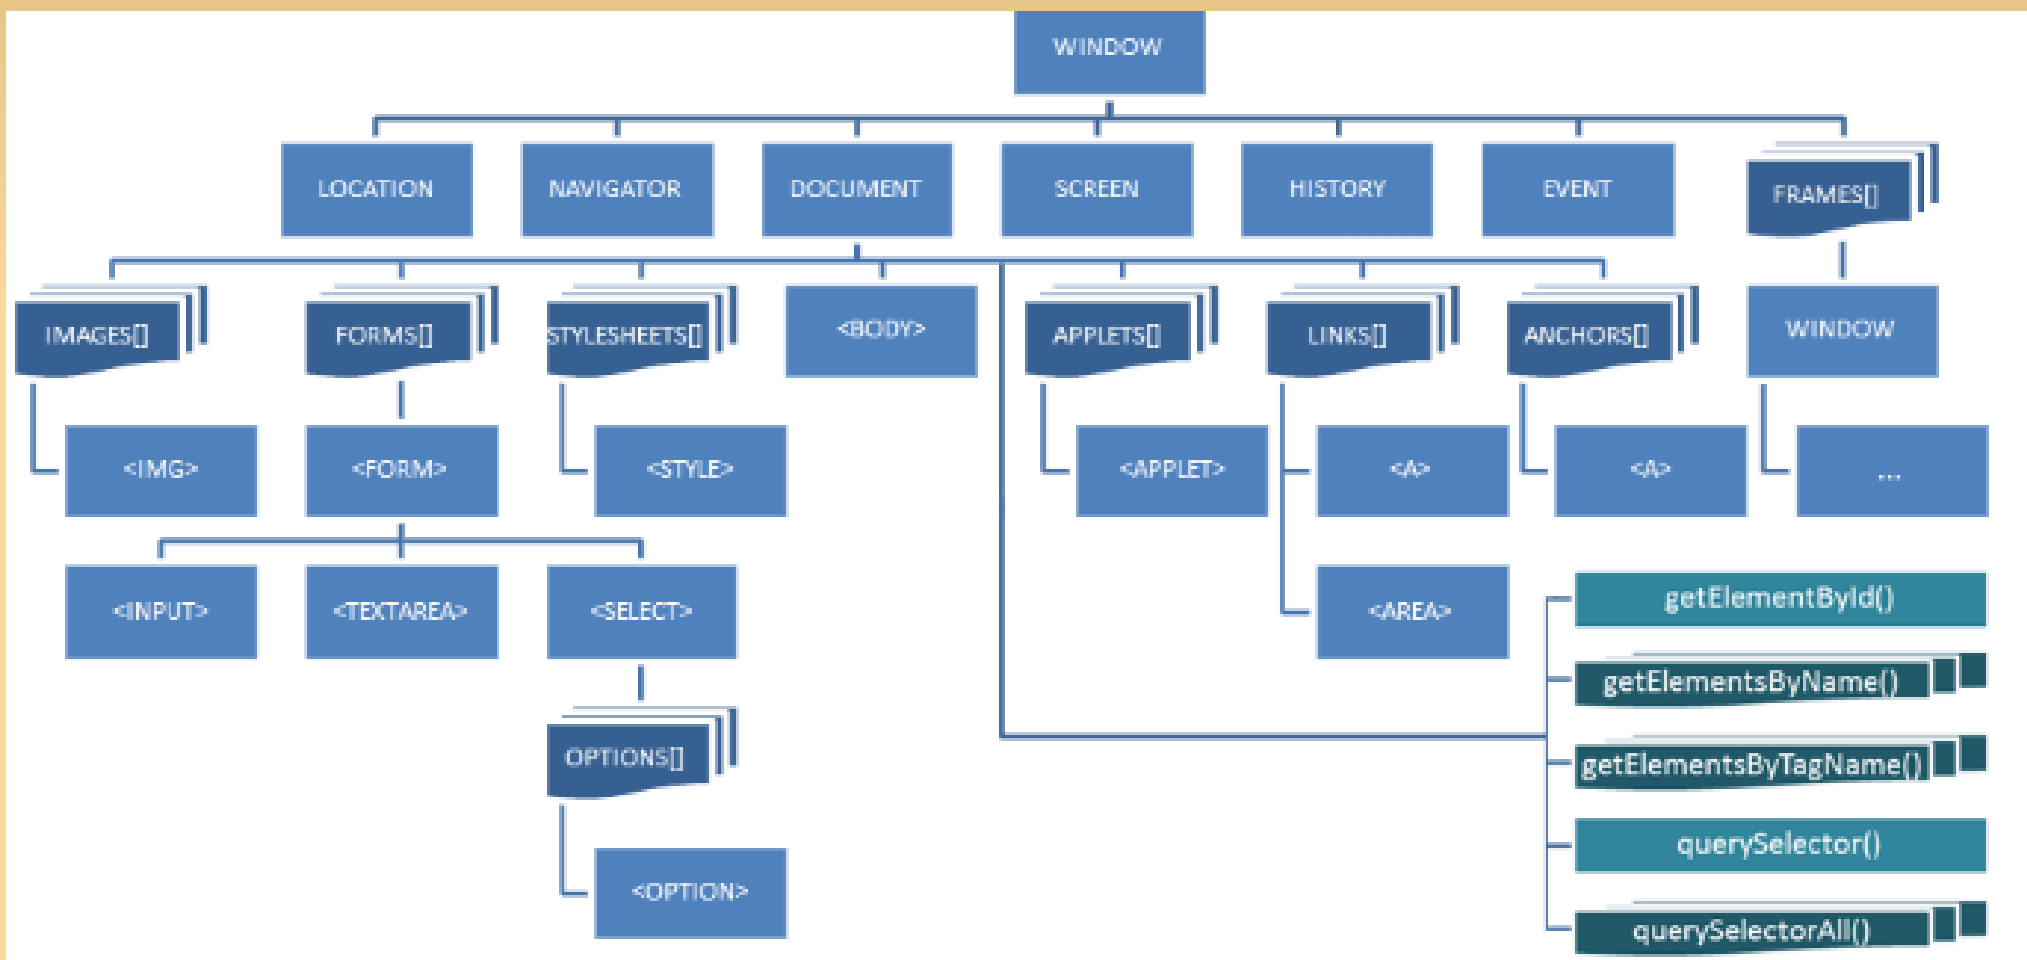 WINDOW
LOCATION
NAVIGATOR
DOCUMENT
SCREEN
HISTORY
EVENT
FRAMES[]
IMAGES[]
FORMS[]
STYLESHEETS[]
<BODY>
APPLETS[]
LINKS[]
ANCHORS[]
WINDOW
<IMG>
<FORM>
<STYLE>
<APPLET>
<A>
<A>
...
<INPUT>
<TEXTAREA>
<SELECT>
<AREA>
getElementById()
getElementsByName()
getElementsByTagName()
querySelector()
querySelectorAll()
OPTIONS[]
<OPTION>